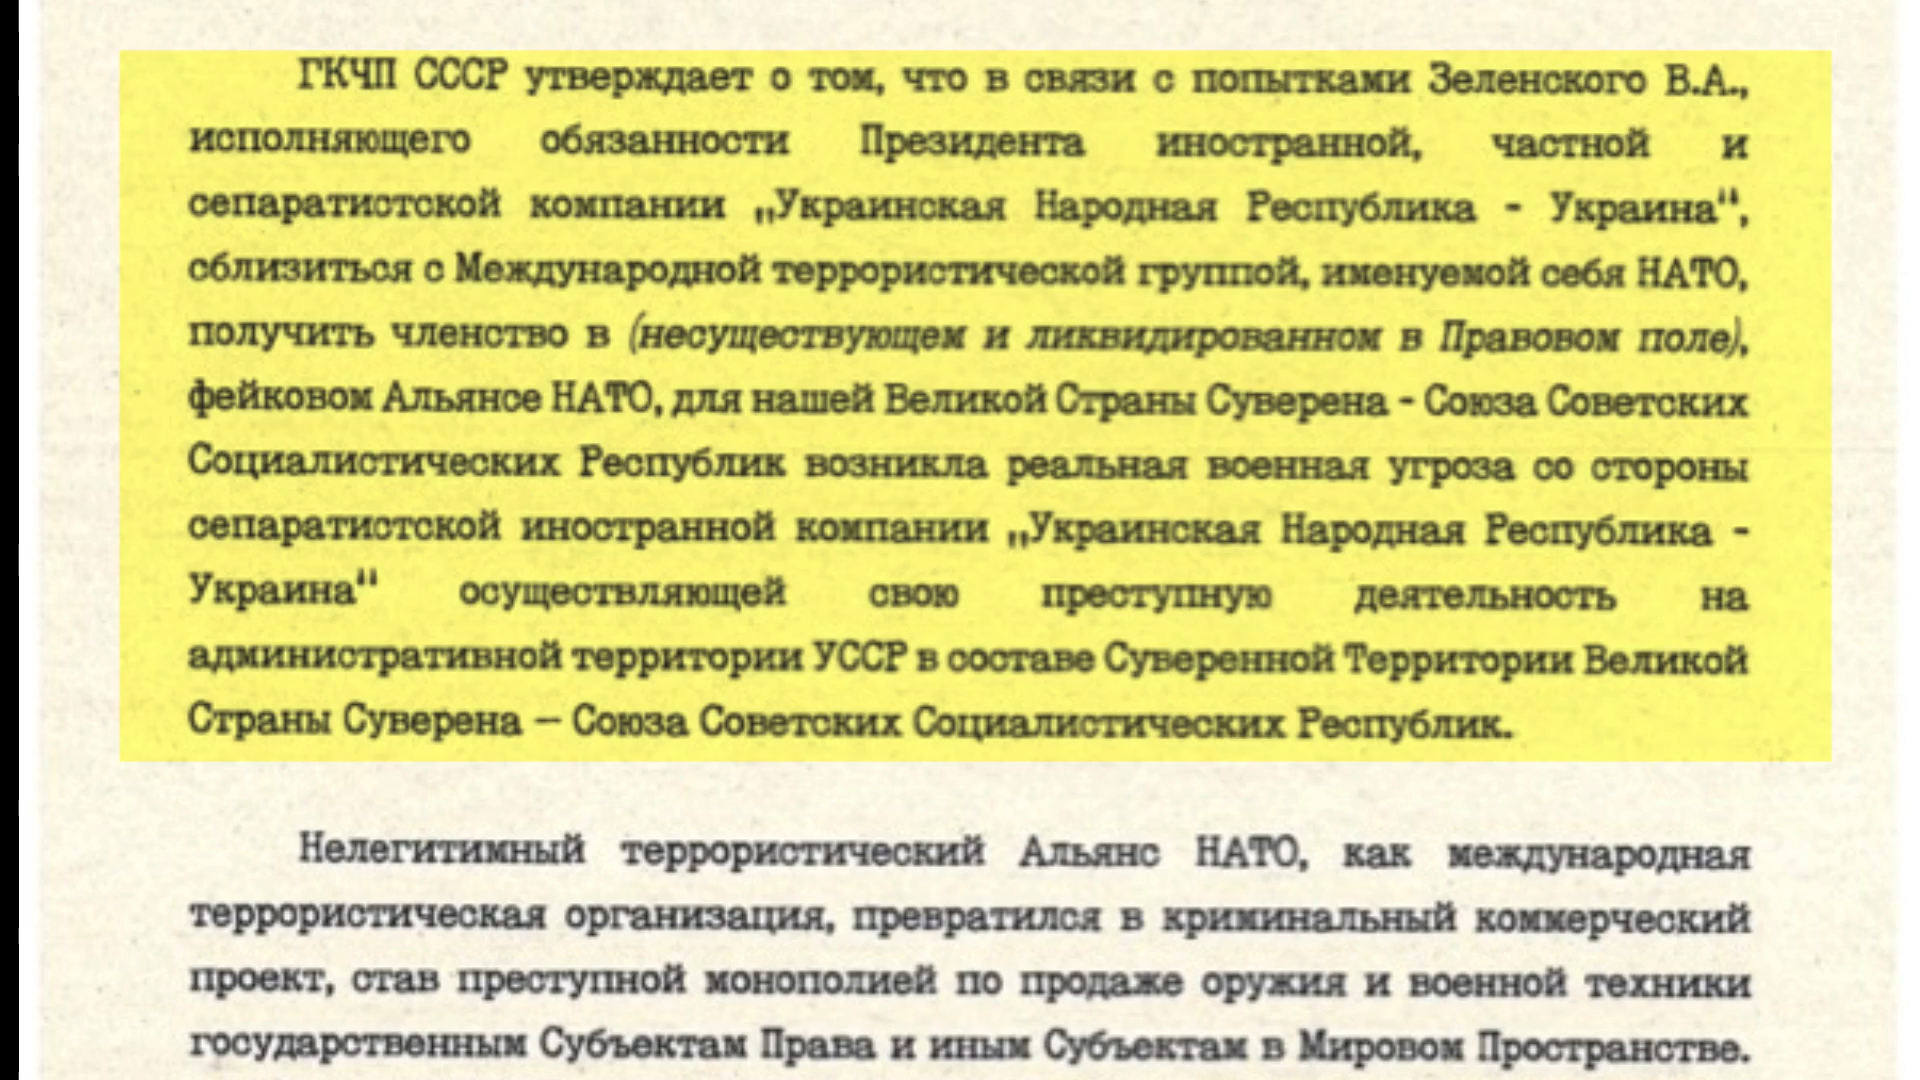 ГКЧП СССР утверждает о том, что в связи с попытками Зеленского В.А.,
исполняющего обязанности Президента иностранной, частной и
сепаратистской компании „Украинская Народная Республика - Украина“,
сблизиться с Международной террористической группой, именуемой себя НАТО,
получить членство в (несуществующем и ликвидированном в Правовом поле),
фейковом Альянсе НАТО, для нашей Великой Страны Суверена - Союза Советских
Социалистических Республик возникла реальная военная угроза со стороны
сепаратистской иностранной компании „Украинская Народная Республика -
Украина“ осуществляющей свою преступную деятельность на
административной территории УССР в составе Суверенной Территории Великой
Страны Суверена – Союза Советских Социалистических Республик.
Нелегитимный террористический Альянс НАТО, как международная
террористическая организация, превратился в криминальный коммерческий
проект, став преступной монополией по продаже оружия и военной техники
государственным Субъектам Права и иным Субъектам в Мировом Пространстве.